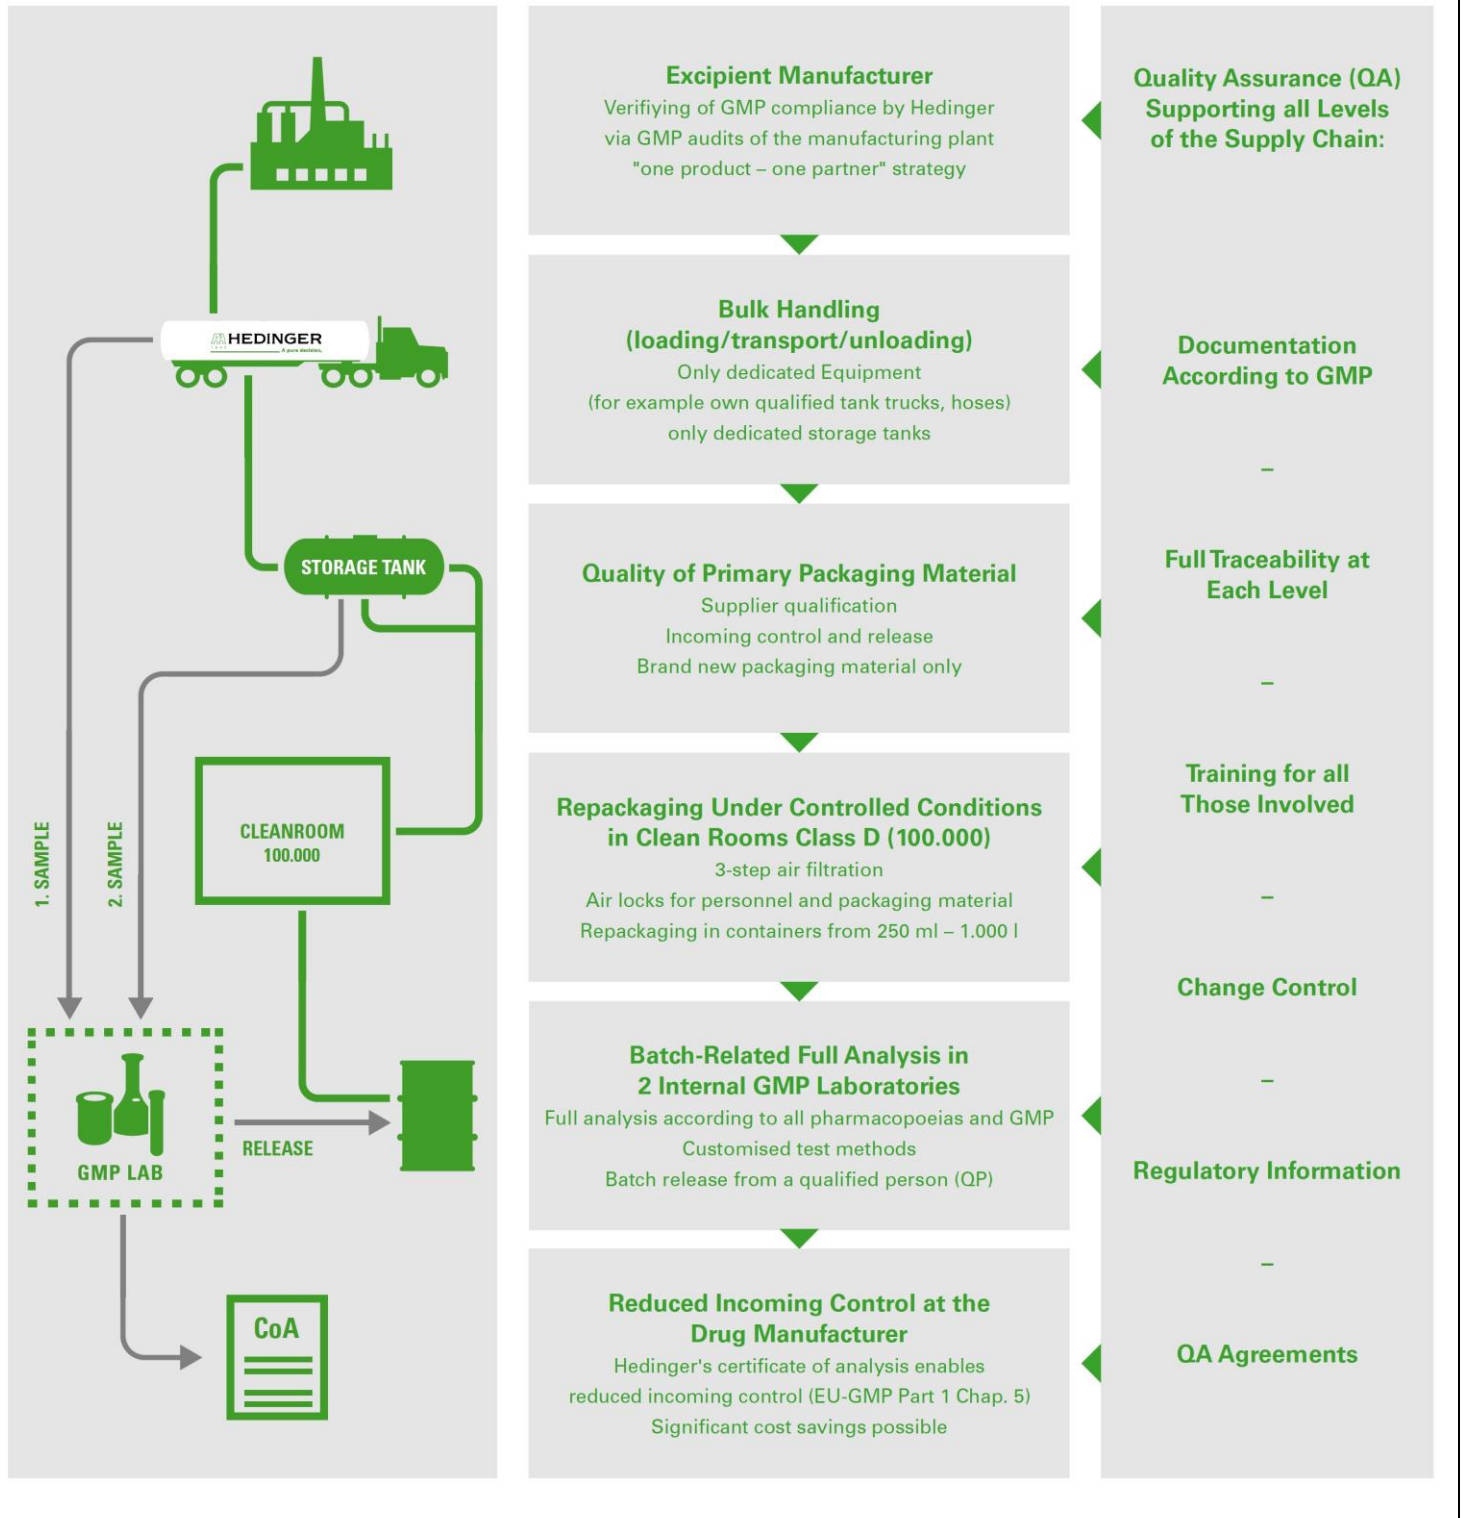 HEDINGER
A pure decision.
STORAGE TANK
CLEANROOM
100.000
1. SAMPLE
2. SAMPLE
GMP LAB
RELEASE
CoA
Excipient Manufacturer
Verifiying of GMP compliance by Hedinger
via GMP audits of the manufacturing plant
"one product – one partner" strategy
Bulk Handling
(loading/transport/unloading)
Only dedicated Equipment
(for example own qualified tank trucks, hoses)
only dedicated storage tanks
Quality of Primary Packaging Material
Supplier qualification
Incoming control and release
Brand new packaging material only
Repackaging Under Controlled Conditions
in Clean Rooms Class D (100.000)
3-step air filtration
Air locks for personnel and packaging material
Repackaging in containers from 250 ml – 1.000 l
Batch-Related Full Analysis in
2 Internal GMP Laboratories
Full analysis according to all pharmacopoeias and GMP
Customised test methods
Batch release from a qualified person (QP)
Reduced Incoming Control at the
Drug Manufacturer
Hedinger's certificate of analysis enables
reduced incoming control (EU-GMP Part 1 Chap. 5)
Significant cost savings possible
Quality Assurance (QA)
Supporting all Levels
of the Supply Chain:
Documentation
According to GMP
–
Full Traceability at
Each Level
–
Training for all
Those Involved
–
Change Control
–
Regulatory Information
–
QA Agreements